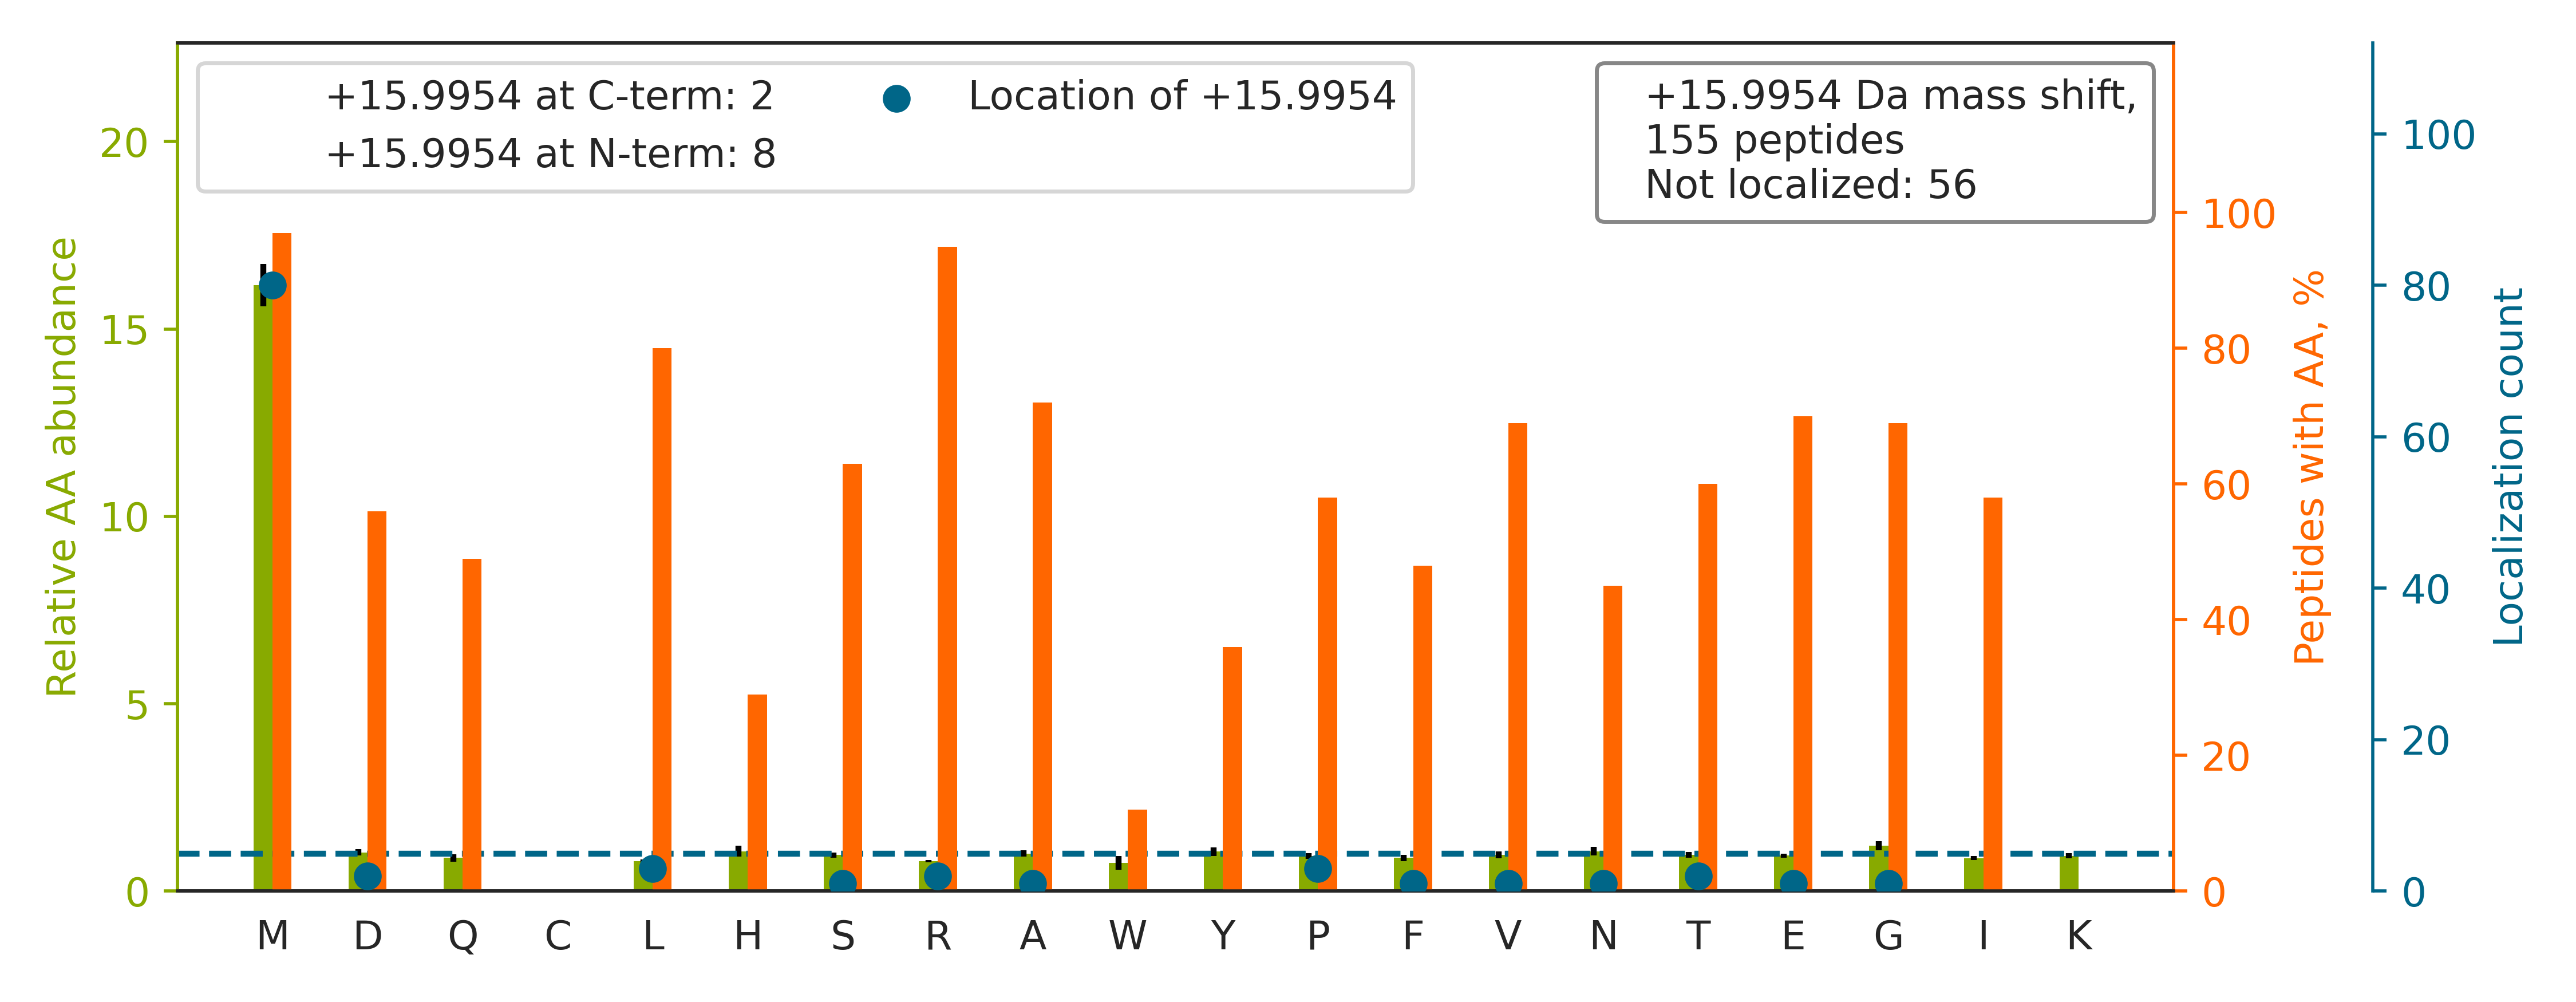 +15.9954 at C-term: 2
+15.9954 at N-term: 8
Location of +15.9954
+15.9954 Da mass shift,
155 peptides
Not localized: 56
Relative AA abundance
20
15
10
5
0
100
80
60
40
20
0
Peptides with AA, %
100
80
60
40
20
0
Localization count
M D Q C L H S R A W Y P F V N T E G I K